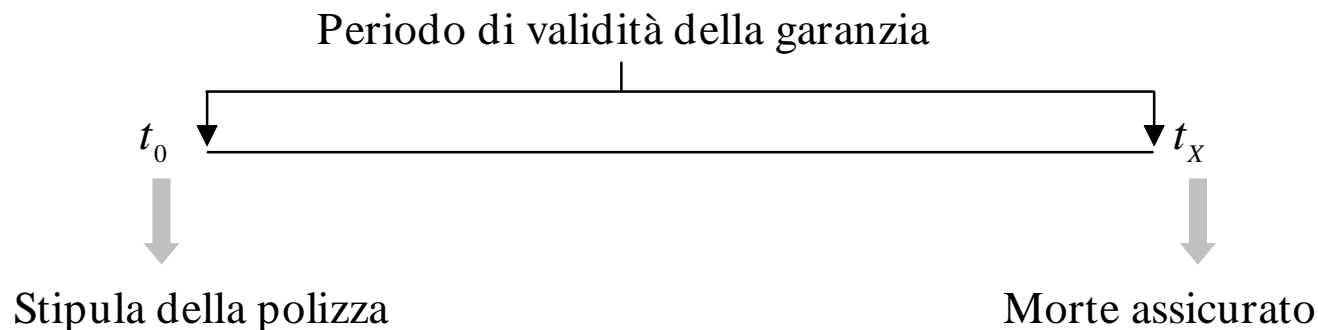 Periodo di validità della garanzia
t₀ tₓ
Stipula della polizza Morte assicurato